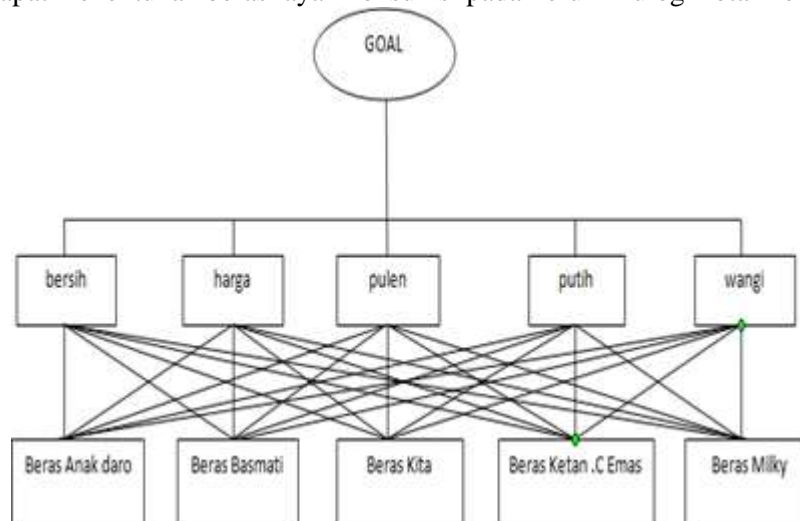 GOAL
bersih harga pulen putih wangi
Beras Anak daro Beras Basmati Beras Kita Beras Ketan .C Emas Beras Milky